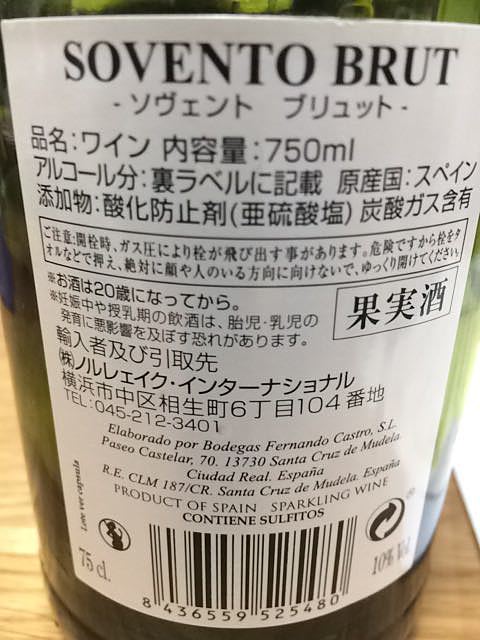 SOVENTO BRUT
- ソヴェント ブリュット -
品名:ワイン 内容量:750ml
アルコール分:裏ラベルに記載 原産国:スペイン
添加物:酸化防止剤(亜硫酸塩) 炭酸ガス含有
ご注意:開栓時、ガス圧により栓が飛び出す事があります。危険ですから栓をタ
オルなどで押え、絶対に顔や人のいる方向に向けないで、ゆっくり開けてください。
※お酒は20歳になってから。
※妊娠中や授乳期の飲酒は、胎児・乳児の
発育に悪影響を及ぼす恐れがあります。
果実酒
輸入者及び引取先
㈱ノルレェイク・インターナショナル
横浜市中区相生町6丁目104番地
TEL:045-212-3401
Elaborado por Bodegas Fernando Castro, S.L.
Paseo Castelar, 70. 13730 Santa Cruz de Mudela.
Ciudad Real. España
R.E. CLM 187/CR. Santa Cruz de Mudela. España
PRODUCT OF SPAIN SPARKLING WINE
CONTIENE SULFITOS
Lote ver capsula
75 cl.
10% Vol.
8 436559 525480